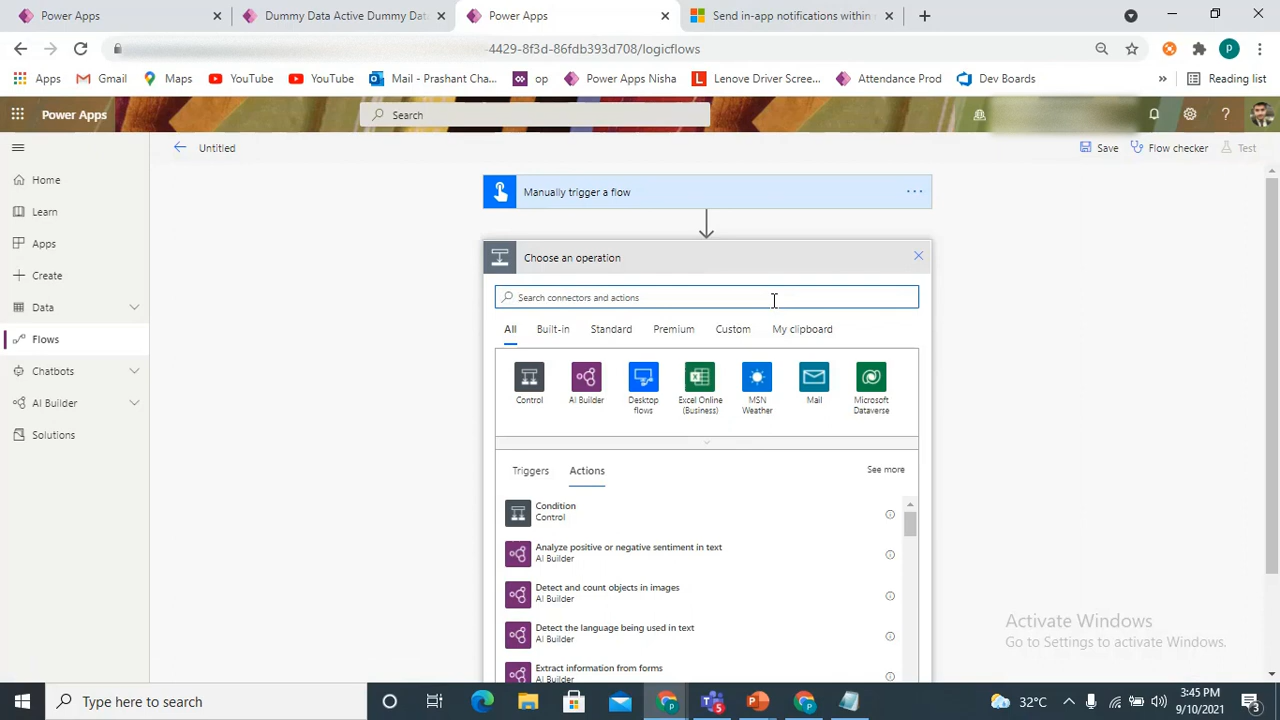 Power Apps
Dummy Data Active Dummy Dat
Power Apps
Send in-app notifications within
-4429-8f3d-86fdb393d708/logicflows
Apps
Gmail
Maps
YouTube
YouTube
Mail - Prashant Cha...
op
Power Apps Nisha
Lenovo Driver Scree...
Attendance Prod
Dev Boards
»
Reading list
Power Apps
Search
Untitled
Save
Flow checker
Test
Home
Learn
Apps
Create
Data
Flows
Chatbots
AI Builder
Solutions
Manually trigger a flow
Choose an operation
Search connectors and actions
All
Built-in
Standard
Premium
Custom
My clipboard
Control
AI Builder
Desktop
flows
Excel Online
(Business)
MSN
Weather
Mail
Microsoft
Dataverse
Triggers
Actions
See more
Condition
Control
Analyze positive or negative sentiment in text
AI Builder
Detect and count objects in images
AI Builder
Detect the language being used in text
AI Builder
Extract information from forms
Activate Windows
Go to Settings to activate Windows.
Type here to search
32°C
3:45 PM
9/10/2021